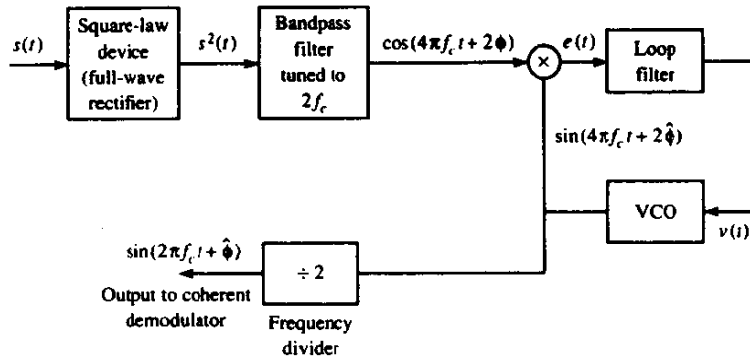 s(t)
Square-law
device
(full-wave
rectifier)
s²(t)
Bandpass
filter
tuned to
2f_c
cos(4πf_c t + 2ϕ)
×
e(t)
Loop
filter
sin(4πf_c t + 2ϕ̂)
VCO
v(t)
sin(2πf_c t + ϕ̂)
÷ 2
Output to coherent
demodulator
Frequency
divider